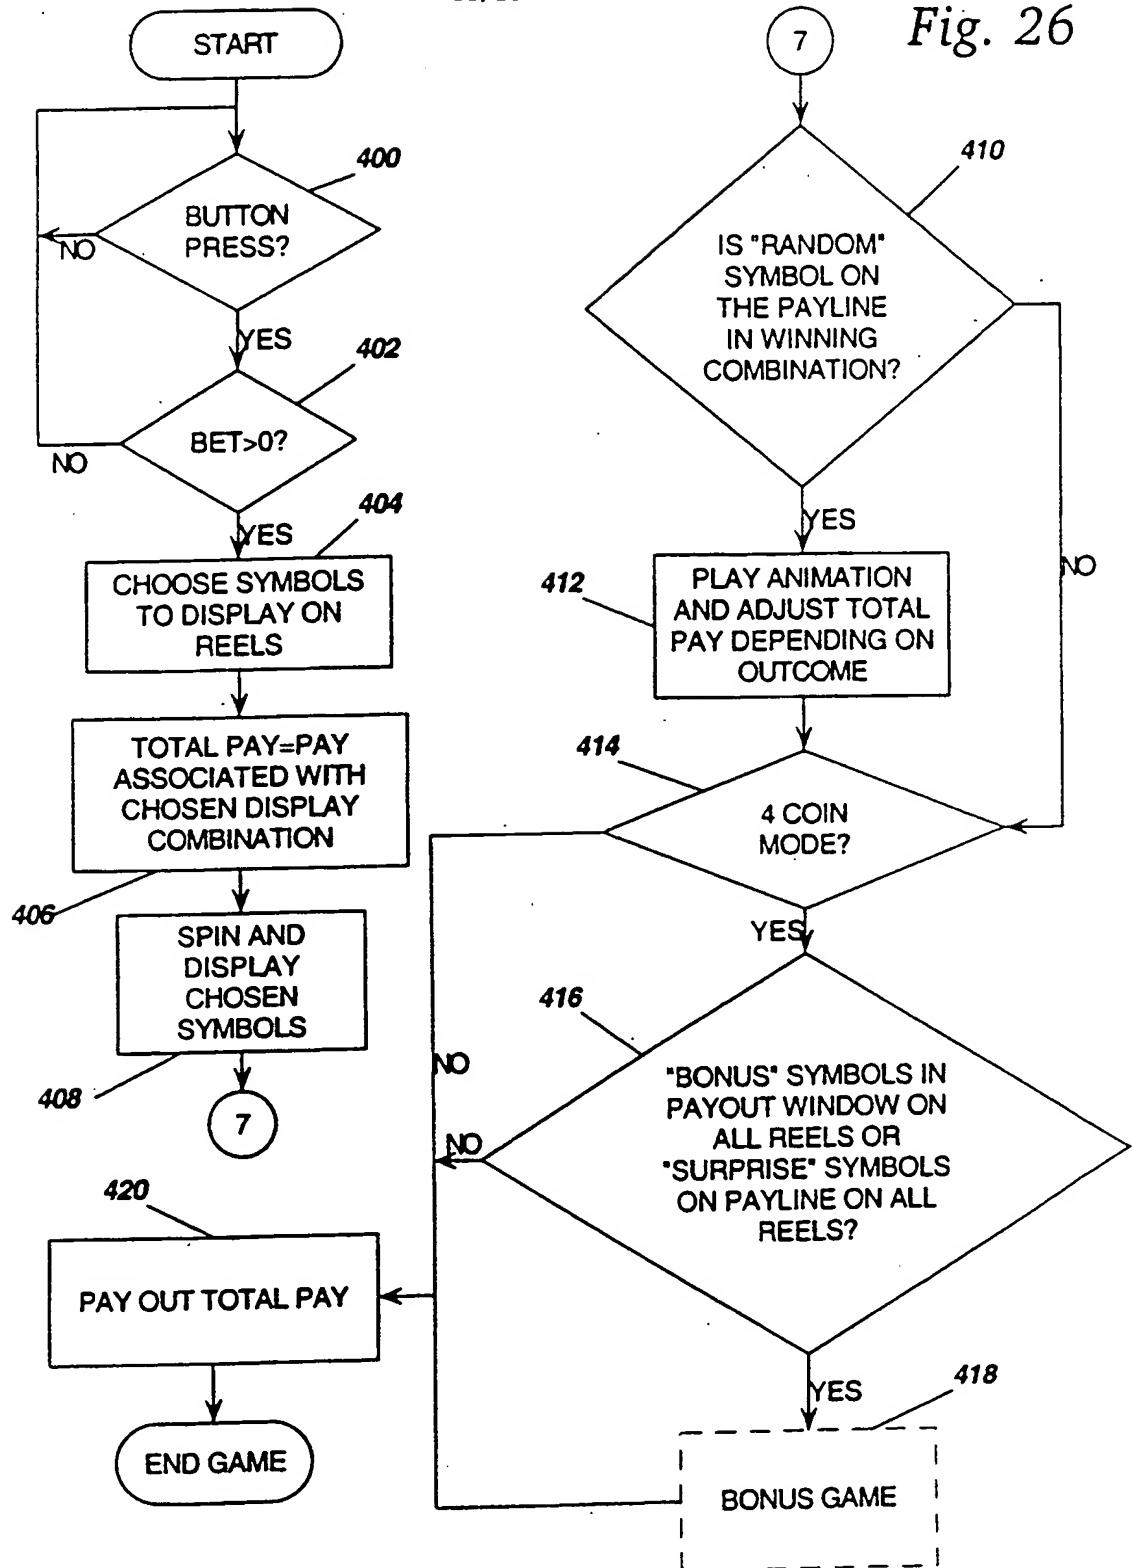 Fig. 26
START
400
BUTTON
PRESS?
NO
YES
402
BET>0?
NO
YES
404
CHOOSE SYMBOLS
TO DISPLAY ON
REELS
TOTAL PAY=PAY
ASSOCIATED WITH
CHOSEN DISPLAY
COMBINATION
406
SPIN AND
DISPLAY
CHOSEN
SYMBOLS
408
7
7
410
IS "RANDOM"
SYMBOL ON
THE PAYLINE
IN WINNING
COMBINATION?
YES
NO
412
PLAY ANIMATION
AND ADJUST TOTAL
PAY DEPENDING ON
OUTCOME
414
4 COIN
MODE?
YES
NO
416
"BONUS" SYMBOLS IN
PAYOUT WINDOW ON
ALL REELS OR
"SURPRISE" SYMBOLS
ON PAYLINE ON ALL
REELS?
NO
YES
418
BONUS GAME
420
PAY OUT TOTAL PAY
END GAME